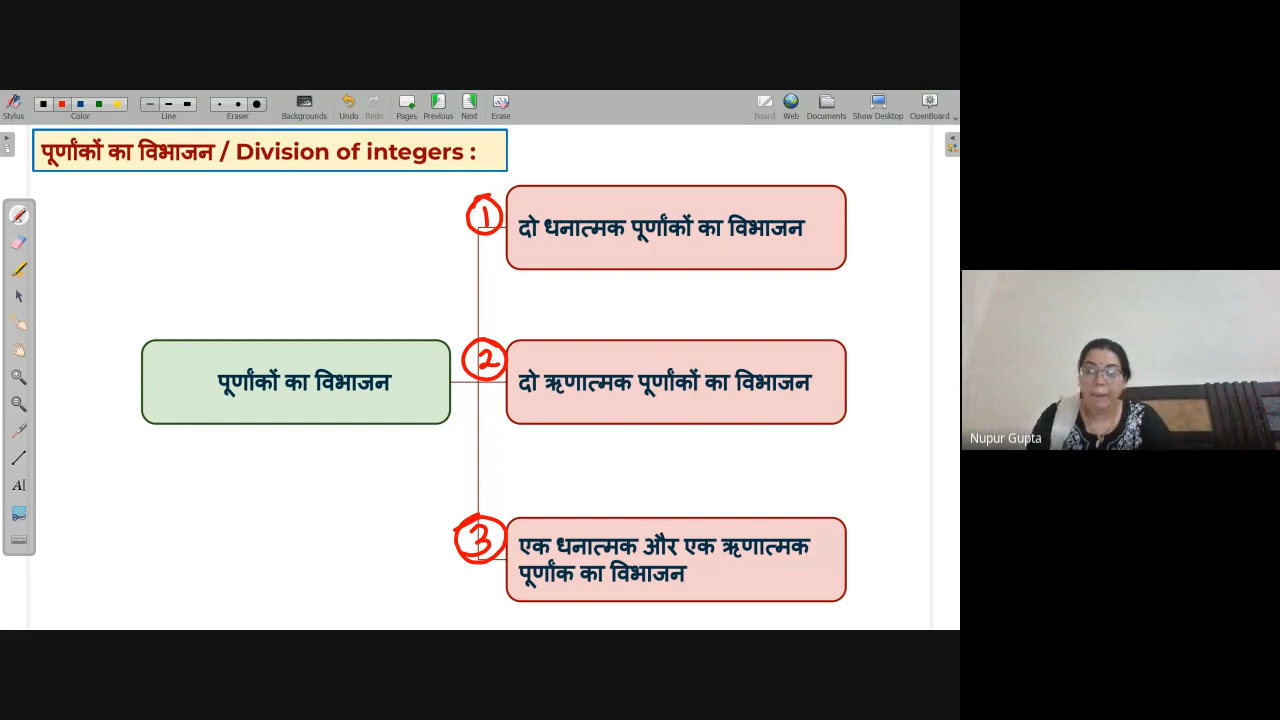 Stylus
Color
Line
Eraser
Backgrounds
Undo
Redo
Pages
Previous
Next
Erase
Board
Web
Documents
Show Desktop
OpenBoard
पूर्णांकों का विभाजन / Division of integers :
1
दो धनात्मक पूर्णांकों का विभाजन
पूर्णांकों का विभाजन
2
दो ऋणात्मक पूर्णांकों का विभाजन
3
एक धनात्मक और एक ऋणात्मक
पूर्णांक का विभाजन
AI
Nupur Gupta